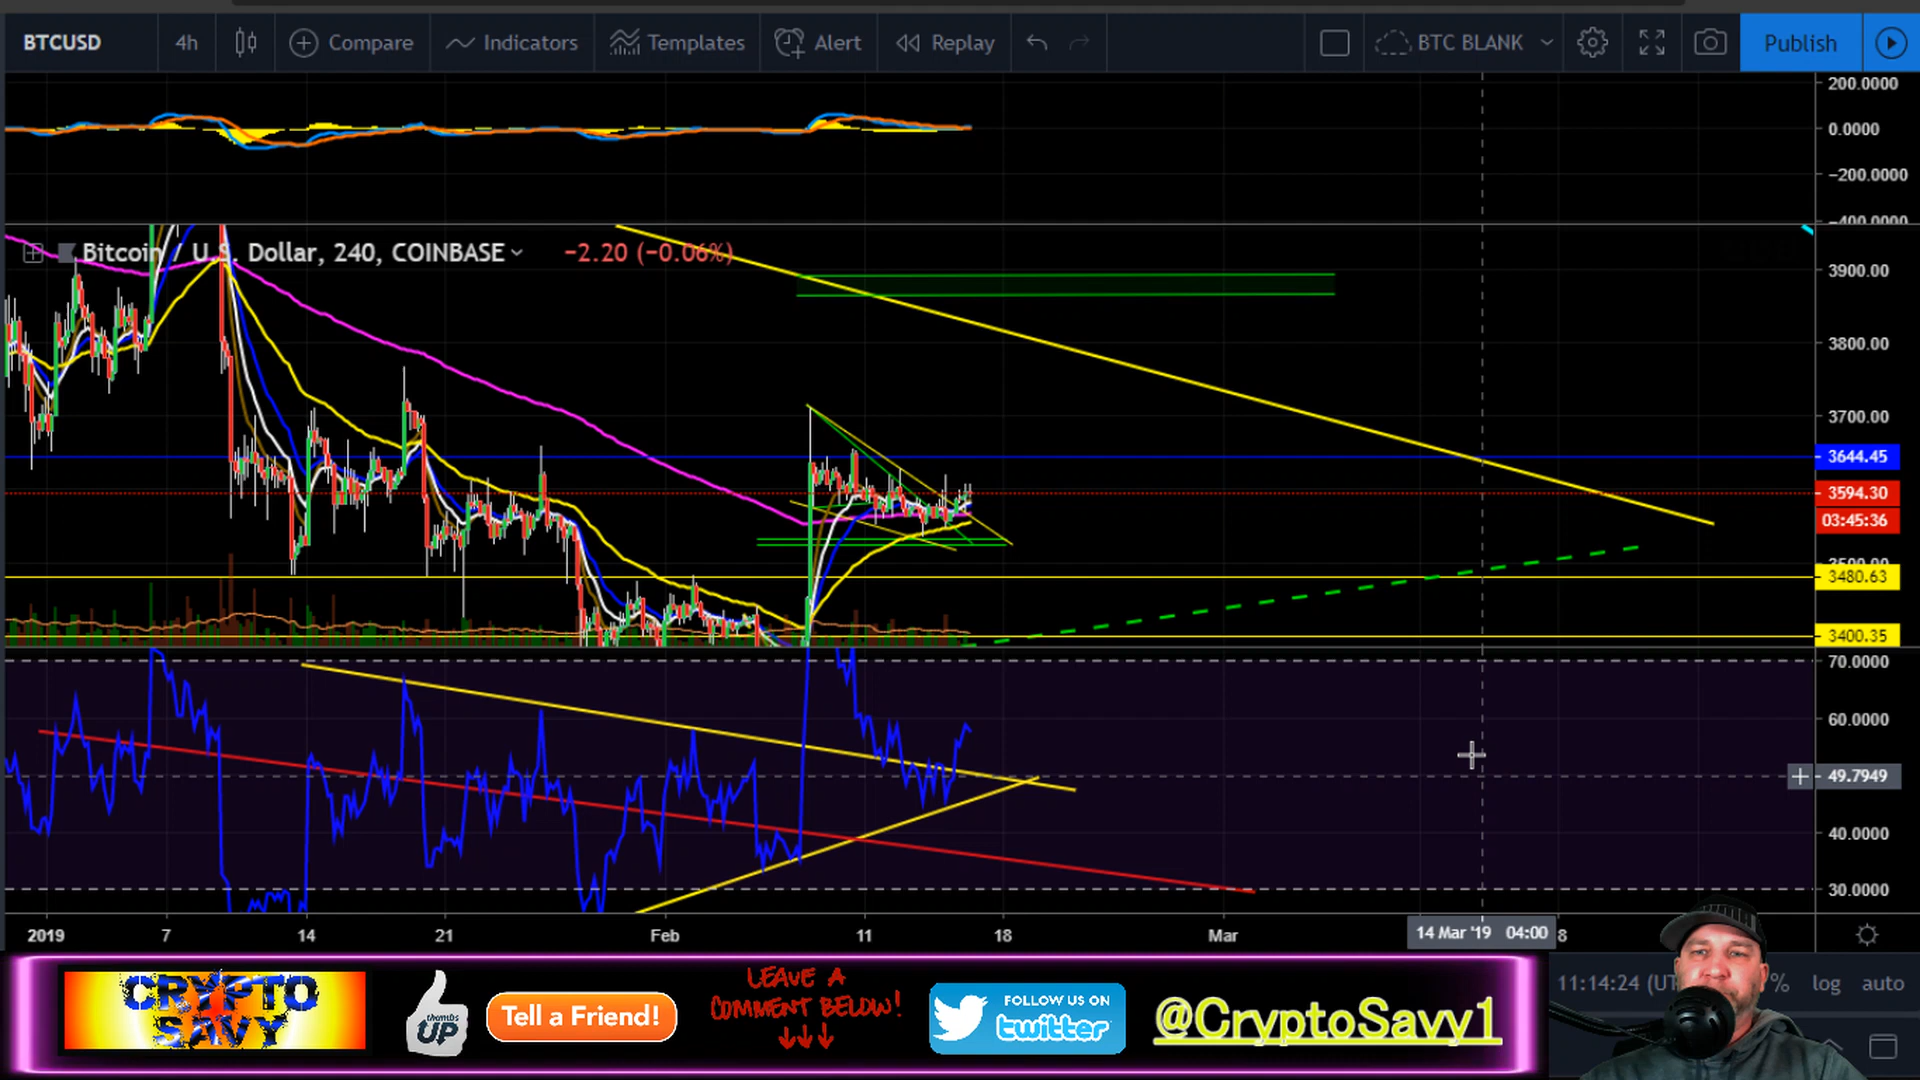 BTCUSD 4h Compare Indicators Templates Alert Replay BTC BLANK Publish
200.0000
0.0000
−200.0000
−400.0000
Bitcoin / U.S. Dollar, 240, COINBASE −2.20 (−0.06%)
3900.00
3800.00
3700.00
3644.45
3594.30
03:45:36
3500.00
3480.63
3400.35
70.0000
60.0000
49.7949
40.0000
30.0000
2019 7 14 21 Feb 11 18 Mar 14 Mar '19 04:00 8
11:14:24 (UT % log auto
CRYPTO
SAVY
thumbs
UP
Tell a Friend!
LEAVE A
COMMENT BELOW!
FOLLOW US ON
twitter
@CryptoSavy1